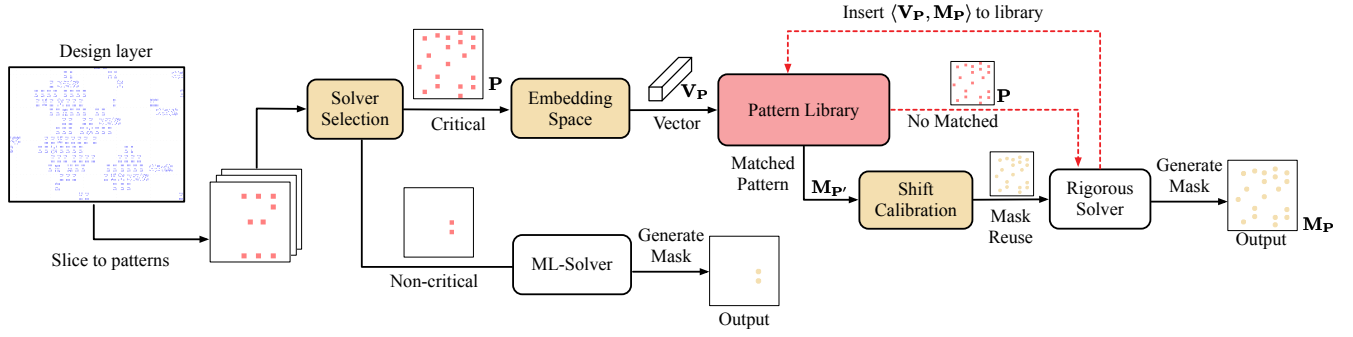 Insert ⟨V_P, M_P⟩ to library
Design layer
Solver
Selection
P
Critical
Embedding
Space
V_P
Vector
Pattern Library
P
No Matched
Matched
Pattern
M_P′
Shift
Calibration
Mask
Reuse
Rigorous
Solver
Generate
Mask
Output
M_P
Slice to patterns
Non-critical
ML-Solver
Generate
Mask
Output